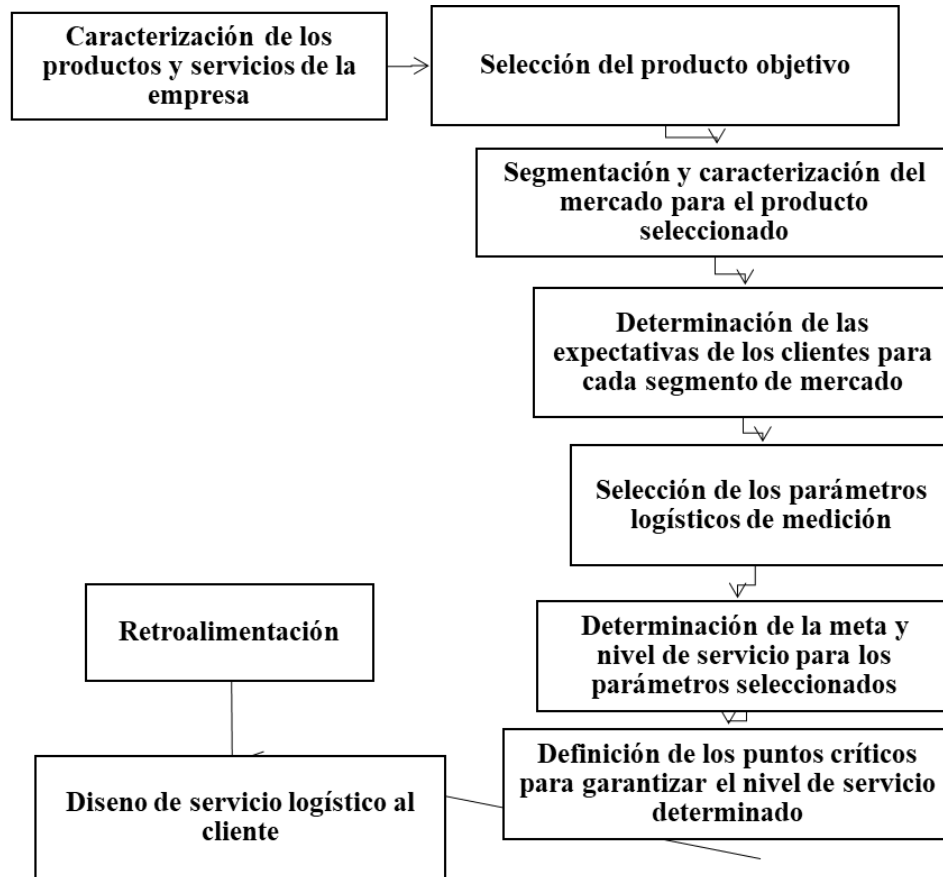 Caracterización de los
productos y servicios de la
empresa
Selección del producto objetivo
Segmentación y caracterización del
mercado para el producto
seleccionado
Determinación de las
expectativas de los clientes para
cada segmento de mercado
Selección de los parámetros
logísticos de medición
Determinación de la meta y
nivel de servicio para los
parámetros seleccionados
Definición de los puntos críticos
para garantizar el nivel de servicio
determinado
Diseno de servicio logístico al
cliente
Retroalimentación